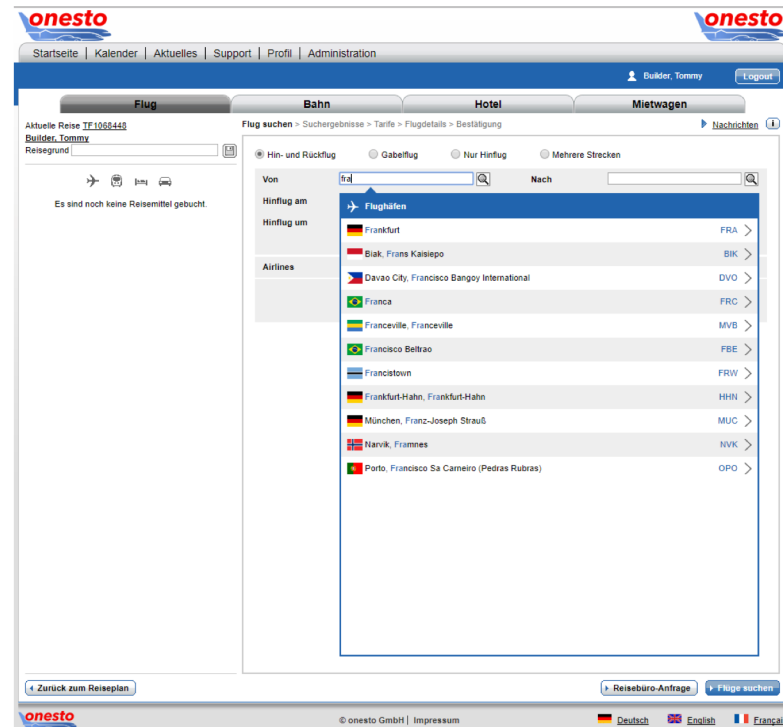 onesto
onesto
Startseite | Kalender | Aktuelles | Support | Profil | Administration
Builder, Tommy
Logout
Flug
Bahn
Hotel
Mietwagen
Aktuelle Reise TF1068448
Builder, Tommy
Reisegrund
Es sind noch keine Reisemittel gebucht.
Flug suchen > Suchergebnisse > Tarife > Flugdetails > Bestätigung
Nachrichten i
Hin- und Rückflug
Gabelflug
Nur Hinflug
Mehrere Strecken
Von
fra
Nach
Hinflug am
Hinflug um
Airlines
Flughäfen
Frankfurt FRA
Biak, Frans Kaisiepo BIK
Davao City, Francisco Bangoy International DVO
Franca FRC
Franceville, Franceville MVB
Francisco Beltrao FBE
Francistown FRW
Frankfurt-Hahn, Frankfurt-Hahn HHN
München, Franz-Joseph Strauß MUC
Narvik, Framnes NVK
Porto, Francisco Sa Carneiro (Pedras Rubras) OPO
Zurück zum Reiseplan
Reisebüro-Anfrage
Flüge suchen
onesto
© onesto GmbH | Impressum
Deutsch
English
Françai